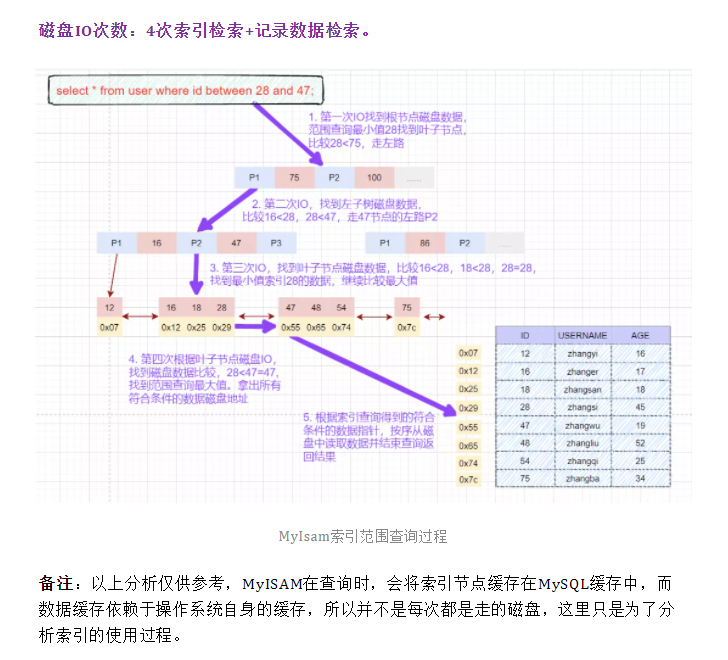 磁盘IO次数：4次索引检索+记录数据检索。
select * from user where id between 28 and 47;
1. 第一次IO找到根节点磁盘数据，
范围查询最小值28找到叶子节点，
比较28<75，走左路
P1 75 P2 100 ......
2. 第二次IO，找到左子树磁盘数据，
比较16<28，28<47，走47节点的左路P2
P1 16 P2 47 P3
P1 86 P2 ......
3. 第三次IO，找到叶子节点磁盘数据，比较16<28，18<28，28=28，
找到最小值索引28的数据，继续比较最大值
12 16 18 28 47 48 54 75
0x07 0x12 0x25 0x29 0x55 0x65 0x74 0x7c
4. 第四次根据叶子节点磁盘IO，
找到磁盘数据比较，28<47=47，
找到范围查询最大值。拿出所有
符合条件的数据磁盘地址
5. 根据索引查询得到的符合
条件的数据指针，按序从磁
盘中读取数据并结束查询返
回结果
ID USERNAME AGE
0x07 12 zhangyi 16
0x12 16 zhanger 17
0x25 18 zhangsan 18
0x29 28 zhangsi 45
0x55 47 zhangwu 19
0x65 48 zhangliu 52
0x74 54 zhangqi 25
0x7c 75 zhangba 34
MyIsam索引范围查询过程
备注：以上分析仅供参考，MyISAM在查询时，会将索引节点缓存在MySQL缓存中，而
数据缓存依赖于操作系统自身的缓存，所以并不是每次都是走的磁盘，这里只是为了分
析索引的使用过程。